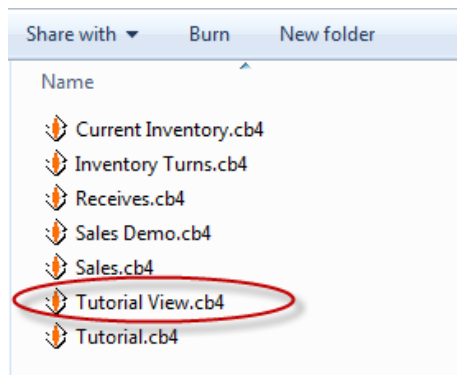 Share with Burn New folder
Name
Current Inventory.cb4
Inventory Turns.cb4
Receives.cb4
Sales Demo.cb4
Sales.cb4
Tutorial View.cb4
Tutorial.cb4